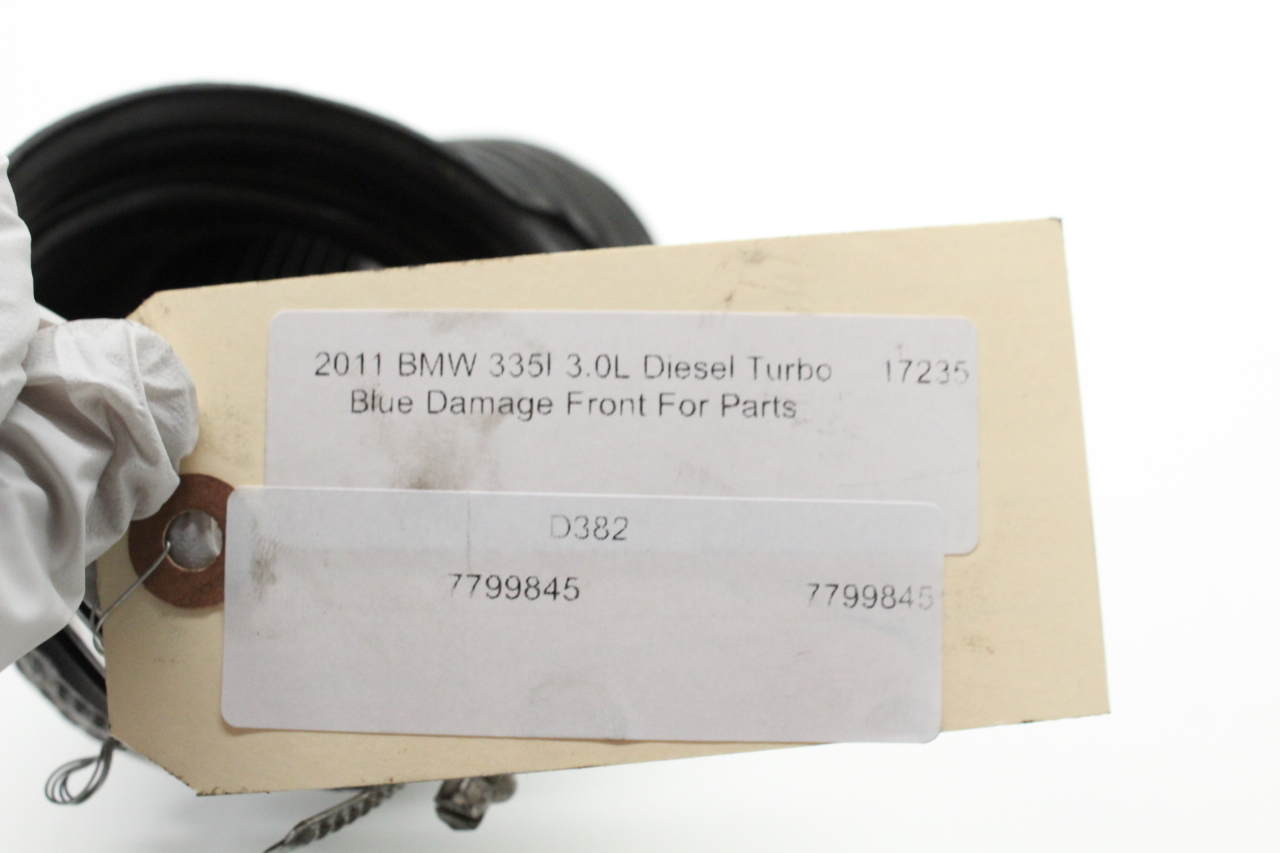 2011 BMW 335I 3.0L Diesel Turbo 17235
Blue Damage Front For Parts
D382
7799845 7799845